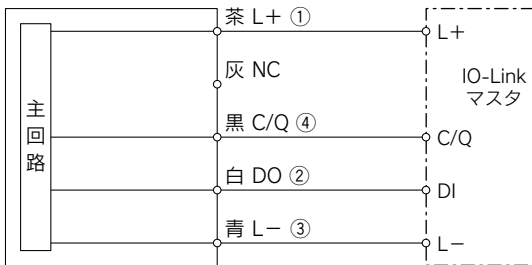 茶 L+ ①
L+
灰 NC
IO-Link
マスタ
主回路
黒 C/Q ④
C/Q
白 DO ②
DI
青 L− ③
L−